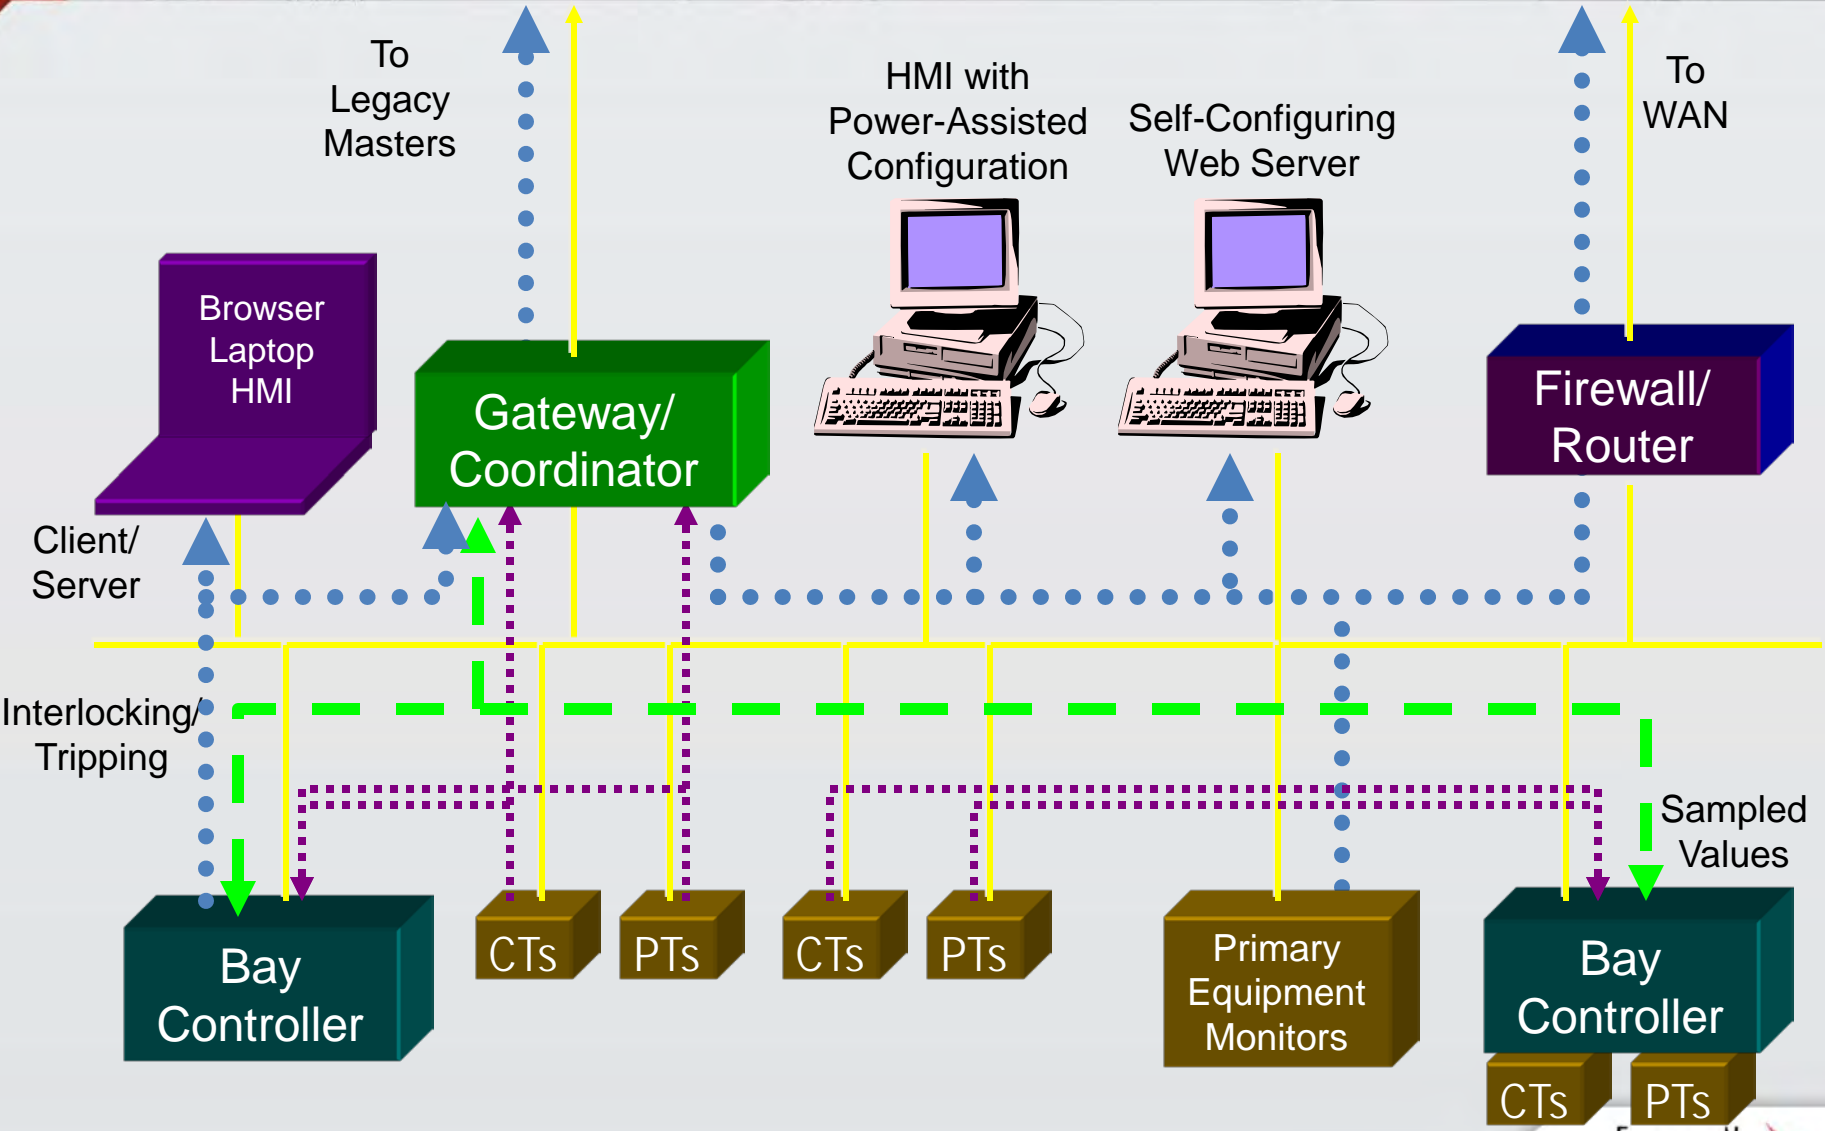 To
Legacy
Masters
HMI with
Power-Assisted
Configuration
Self-Configuring
Web Server
To
WAN
Browser
Laptop
HMI
Gateway/
Coordinator
Firewall/
Router
Client/
Server
Interlocking/
Tripping
Sampled
Values
Bay
Controller
CTs
PTs
CTs
PTs
Primary
Equipment
Monitors
Bay
Controller
CTs
PTs